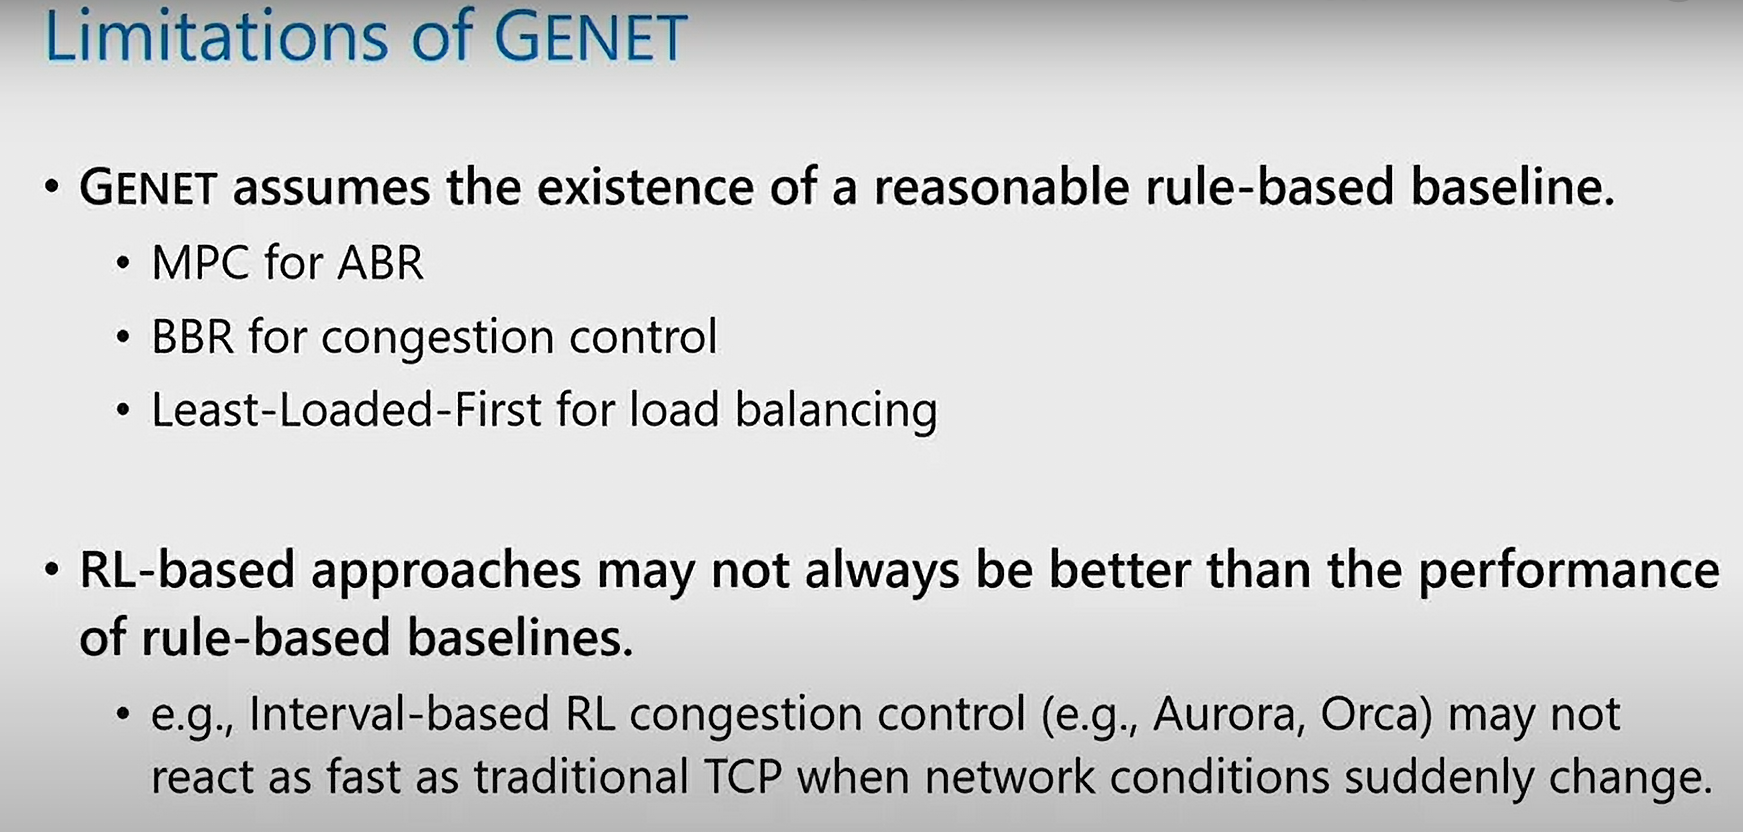 Limitations of GENET
• GENET assumes the existence of a reasonable rule-based baseline.
• MPC for ABR
• BBR for congestion control
• Least-Loaded-First for load balancing
• RL-based approaches may not always be better than the performance
of rule-based baselines.
• e.g., Interval-based RL congestion control (e.g., Aurora, Orca) may not
react as fast as traditional TCP when network conditions suddenly change.